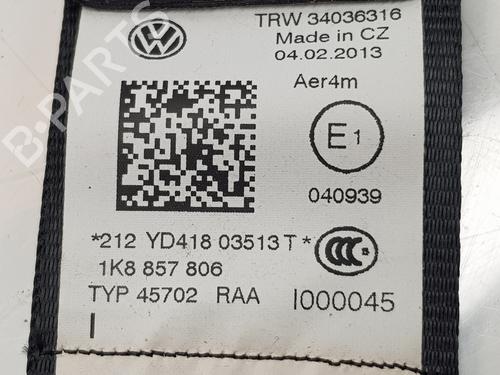 TRW 34036316
Made in CZ
04.02.2013
Aer4m
E1
040939
*212 YD418 03513T*
1K8 857 806
TYP 45702 RAA I000045
I
B-PARTS